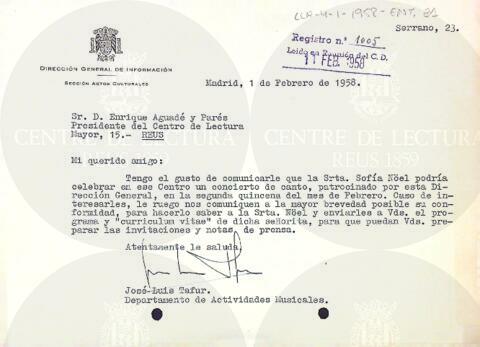 CLA-4-1-1958-ENT. 81
Serrano, 23.
Registro n.º 1005
Leído en Reunión del C. D.
11 FEB. 1958
DIRECCIÓN GENERAL DE INFORMACIÓN
SECCIÓN ACTOS CULTURALES
Madrid, 1 de Febrero de 1958.
Sr. D. Enrique Aguadé y Parés
Presidente del Centro de Lectura
Mayor, 15.- REUS
CENTRE DE LECTURA
REUS 1859
Mi querido amigo:
Tengo el gusto de comunicarle que la Srta. Sofía Nöel podría
celebrar en ese Centro un concierto de canto, patrocinado por esta Di-
rección General, en la segunda quincena del mes de Febrero. Caso de in-
teresarles, le ruego nos comuniquen a la mayor brevedad posible su con-
formidad, para hacerlo saber a la Srta. Nöel y enviarles a Vds. el pro-
grama y "curriculum vitae" de dicha señorita, para que puedan Vds. pre-
parar las invitaciones y notas de prensa.
Atentamente le saluda,
José-Luis Tafur.
Departamento de Actividades Musicales.